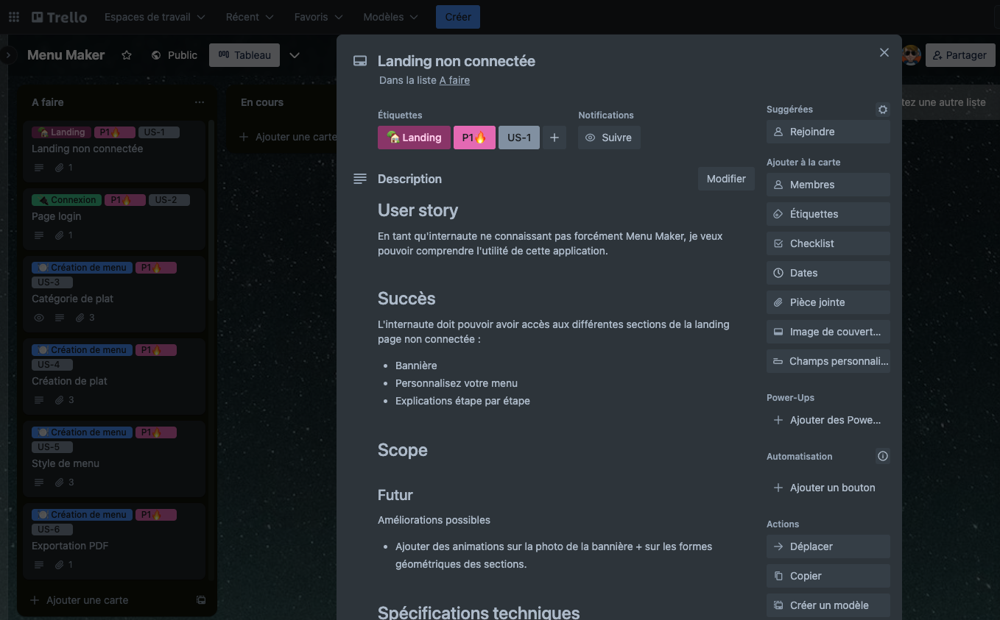 Trello
Espaces de travail
Récent
Favoris
Modèles
Créer
Menu Maker
Public
Tableau
Partager
A faire
Landing
P1🔥
US-1
Landing non connectée
1
Connexion
P1🔥
US-2
Page login
1
Création de menu
P1🔥
US-3
Catégorie de plat
3
Création de menu
P1🔥
US-4
Création de plat
3
Création de menu
P1🔥
US-5
Style de menu
3
Création de menu
P1🔥
US-6
Exportation PDF
1
Ajouter une carte
En cours
Ajouter une carte
tez une autre liste
Landing non connectée
Dans la liste A faire
Étiquettes
Landing
P1🔥
US-1
Notifications
Suivre
Description
Modifier
User story
En tant qu'internaute ne connaissant pas forcément Menu Maker, je veux
pouvoir comprendre l'utilité de cette application.
Succès
L'internaute doit pouvoir avoir accès aux différentes sections de la landing
page non connectée :
• Bannière
• Personnalisez votre menu
• Explications étape par étape
Scope
Futur
Améliorations possibles
• Ajouter des animations sur la photo de la bannière + sur les formes
géométriques des sections.
Spécifications techniques
Suggérées
Rejoindre
Ajouter à la carte
Membres
Étiquettes
Checklist
Dates
Pièce jointe
Image de couvert...
Champs personnali...
Power-Ups
Ajouter des Powe...
Automatisation
Ajouter un bouton
Actions
Déplacer
Copier
Créer un modèle